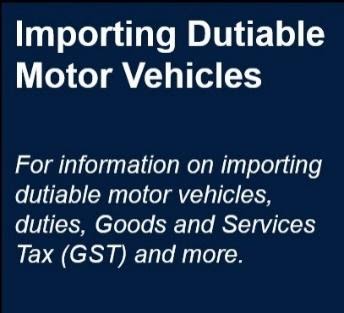 Importing Dutiable
Motor Vehicles
For information on importing
dutiable motor vehicles,
duties, Goods and Services
Tax (GST) and more.